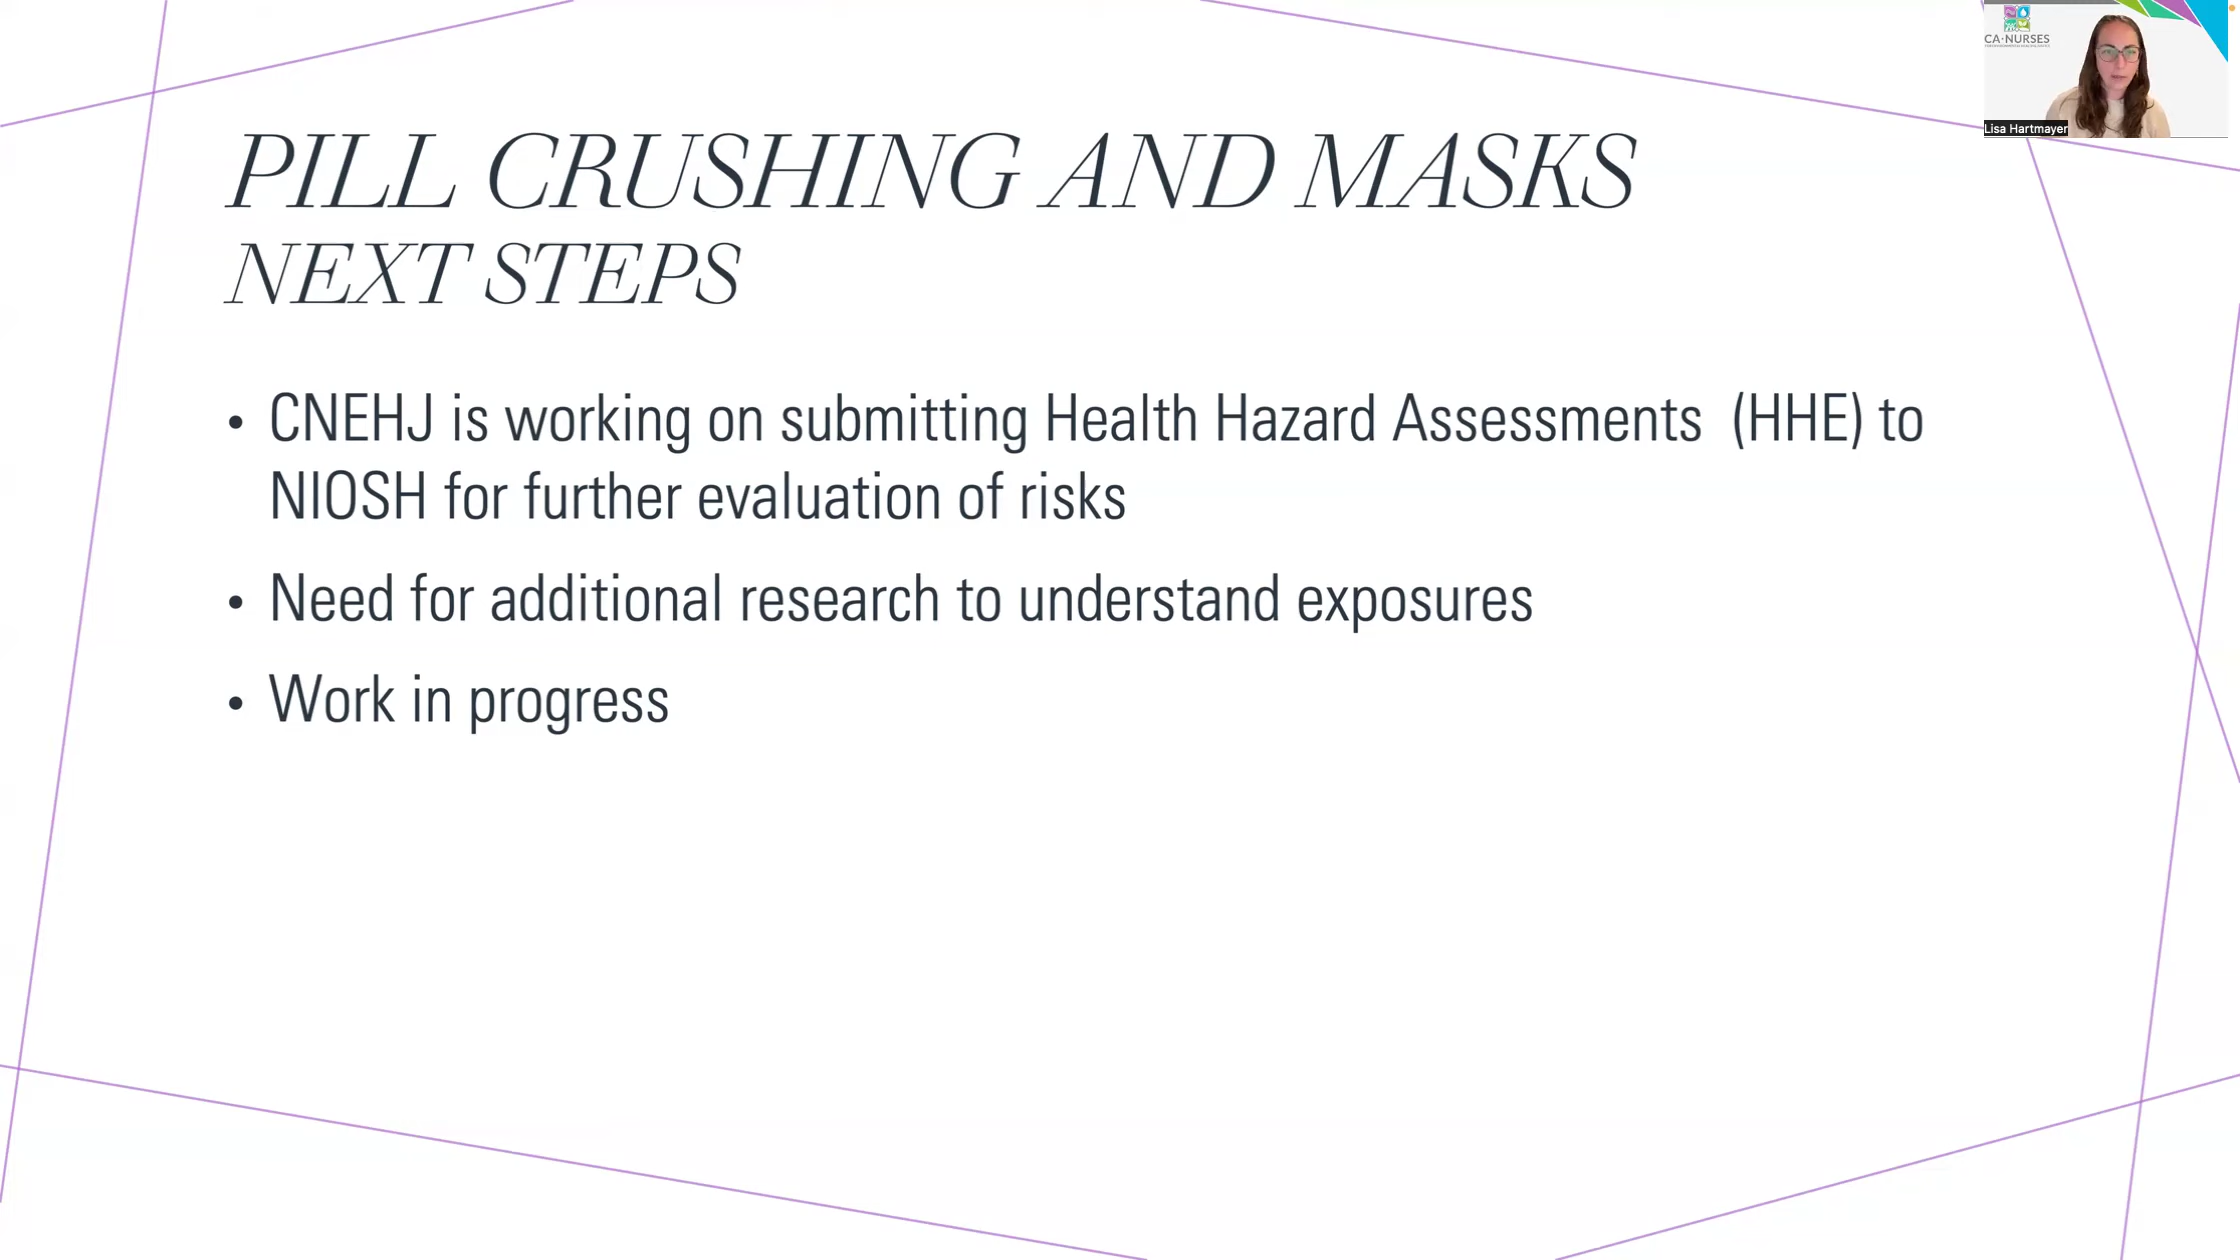 PILL CRUSHING AND MASKS
NEXT STEPS
• CNEHJ is working on submitting Health Hazard Assessments (HHE) to
NIOSH for further evaluation of risks
• Need for additional research to understand exposures
• Work in progress
CA·NURSES
Lisa Hartmayer